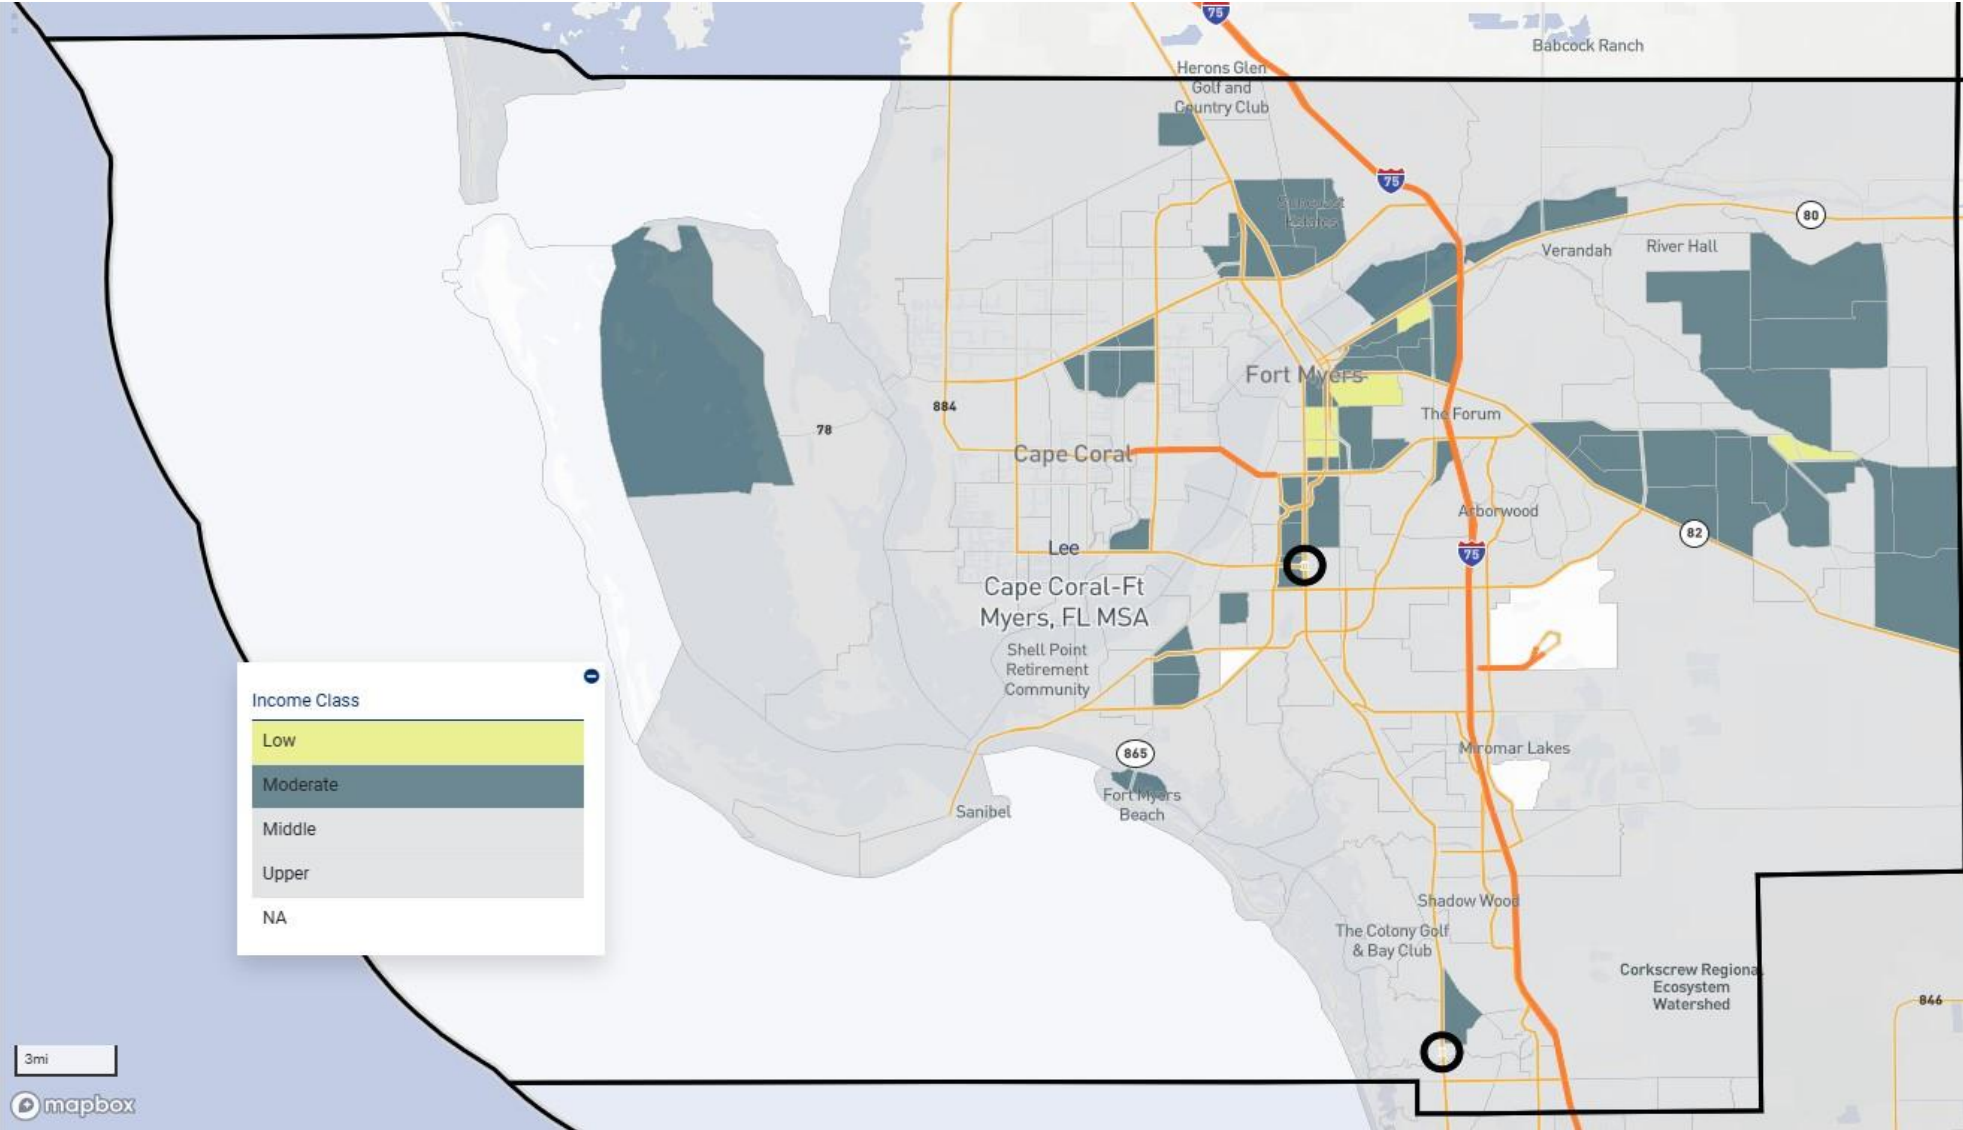 75
Babcock Ranch
Herons Glen
Golf and
Country Club
75
Suncoast
Estates
80
Verandah
River Hall
Fort Myers
884
The Forum
78
Cape Coral
Arborwood
82
Lee
75
Cape Coral-Ft
Myers, FL MSA
Shell Point
Retirement
Community
Income Class
Low
Moderate
Middle
Upper
NA
865
Miromar Lakes
Fort Myers
Beach
Sanibel
Shadow Wood
The Colony Golf
& Bay Club
Corkscrew Regiona
Ecosystem
Watershed
846
3mi
mapbox